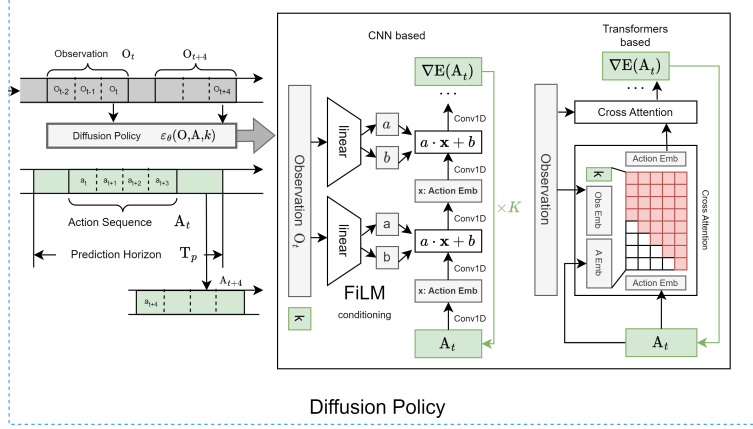 Observation O_t
O_{t+4}
O_{t-2} O_{t-1} O_t
O_{t+4}
Diffusion Policy ε_θ(O,A,k)
a_t a_{t+1} a_{t+2} a_{t+3}
Action Sequence A_t
Prediction Horizon T_p
A_{t+4}
a_{t+4}
CNN based
∇E(A_t)
...
Conv1D
linear
a
b
a · x + b
Conv1D
x: Action Emb
Conv1D
linear
a
b
a · x + b
Conv1D
x: Action Emb
Conv1D
A_t
Observation O_t
k
FiLM
conditioning
×K
Transformers
based
∇E(A_t)
...
Cross Attention
Observation
Action Emb
k
Obs Emb
A Emb
Cross Attention
Action Emb
A_t
Diffusion Policy